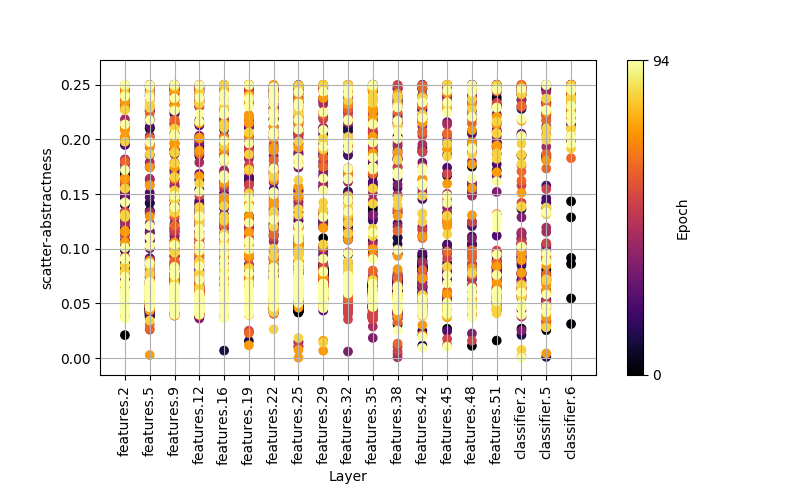 94
0.25
0.20
0.15
0.10
0.05
0.00
0
scatter-abstractness
Epoch
features.2
features.5
features.9
features.12
features.16
features.19
features.22
features.25
features.29
features.32
features.35
features.38
features.42
features.45
features.48
features.51
classifier.2
classifier.5
classifier.6
Layer